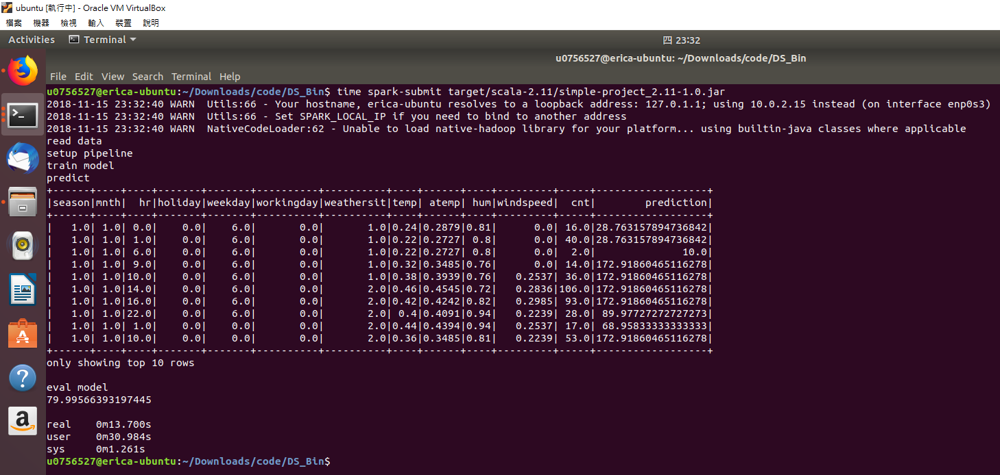 ubuntu [執行中] - Oracle VM VirtualBox
檔案 機器 檢視 輸入 裝置 說明
Activities Terminal 四 23:32
u0756527@erica-ubuntu: ~/Downloads/code/DS_Bin
File Edit View Search Terminal Help
u0756527@erica-ubuntu:~/Downloads/code/DS_Bin$ time spark-submit target/scala-2.11/simple-project_2.11-1.0.jar
2018-11-15 23:32:40 WARN  Utils:66 - Your hostname, erica-ubuntu resolves to a loopback address: 127.0.1.1; using 10.0.2.15 instead (on interface enp0s3)
2018-11-15 23:32:40 WARN  Utils:66 - Set SPARK_LOCAL_IP if you need to bind to another address
2018-11-15 23:32:40 WARN  NativeCodeLoader:62 - Unable to load native-hadoop library for your platform... using builtin-java classes where applicable
read data
setup pipeline
train model
predict
+------+----+----+-------+-------+----------+----------+----+------+----+---------+-----+------------------+
|season|mnth|  hr|holiday|weekday|workingday|weathersit|temp| atemp| hum|windspeed|  cnt|        prediction|
+------+----+----+-------+-------+----------+----------+----+------+----+---------+-----+------------------+
|   1.0| 1.0| 0.0|    0.0|    6.0|       0.0|       1.0|0.24|0.2879|0.81|      0.0| 16.0|28.763157894736842|
|   1.0| 1.0| 1.0|    0.0|    6.0|       0.0|       1.0|0.22|0.2727| 0.8|      0.0| 40.0|28.763157894736842|
|   1.0| 1.0| 6.0|    0.0|    6.0|       0.0|       1.0|0.22|0.2727| 0.8|      0.0|  2.0|              10.0|
|   1.0| 1.0| 9.0|    0.0|    6.0|       0.0|       1.0|0.32|0.3485|0.76|      0.0| 14.0|172.91860465116278|
|   1.0| 1.0|10.0|    0.0|    6.0|       0.0|       1.0|0.38|0.3939|0.76|   0.2537| 36.0|172.91860465116278|
|   1.0| 1.0|14.0|    0.0|    6.0|       0.0|       2.0|0.46|0.4545|0.72|   0.2836|106.0|172.91860465116278|
|   1.0| 1.0|16.0|    0.0|    6.0|       0.0|       2.0|0.42|0.4242|0.82|   0.2985| 93.0|172.91860465116278|
|   1.0| 1.0|22.0|    0.0|    6.0|       0.0|       2.0| 0.4|0.4091|0.94|   0.2239| 28.0| 89.97727272727273|
|   1.0| 1.0| 1.0|    0.0|    0.0|       0.0|       2.0|0.44|0.4394|0.94|   0.2537| 17.0| 68.95833333333333|
|   1.0| 1.0|10.0|    0.0|    0.0|       0.0|       2.0|0.36|0.3485|0.81|   0.2239| 53.0|172.91860465116278|
+------+----+----+-------+-------+----------+----------+----+------+----+---------+-----+------------------+
only showing top 10 rows
eval model
79.99566393197445
real    0m13.700s
user    0m30.984s
sys     0m1.261s
u0756527@erica-ubuntu:~/Downloads/code/DS_Bin$